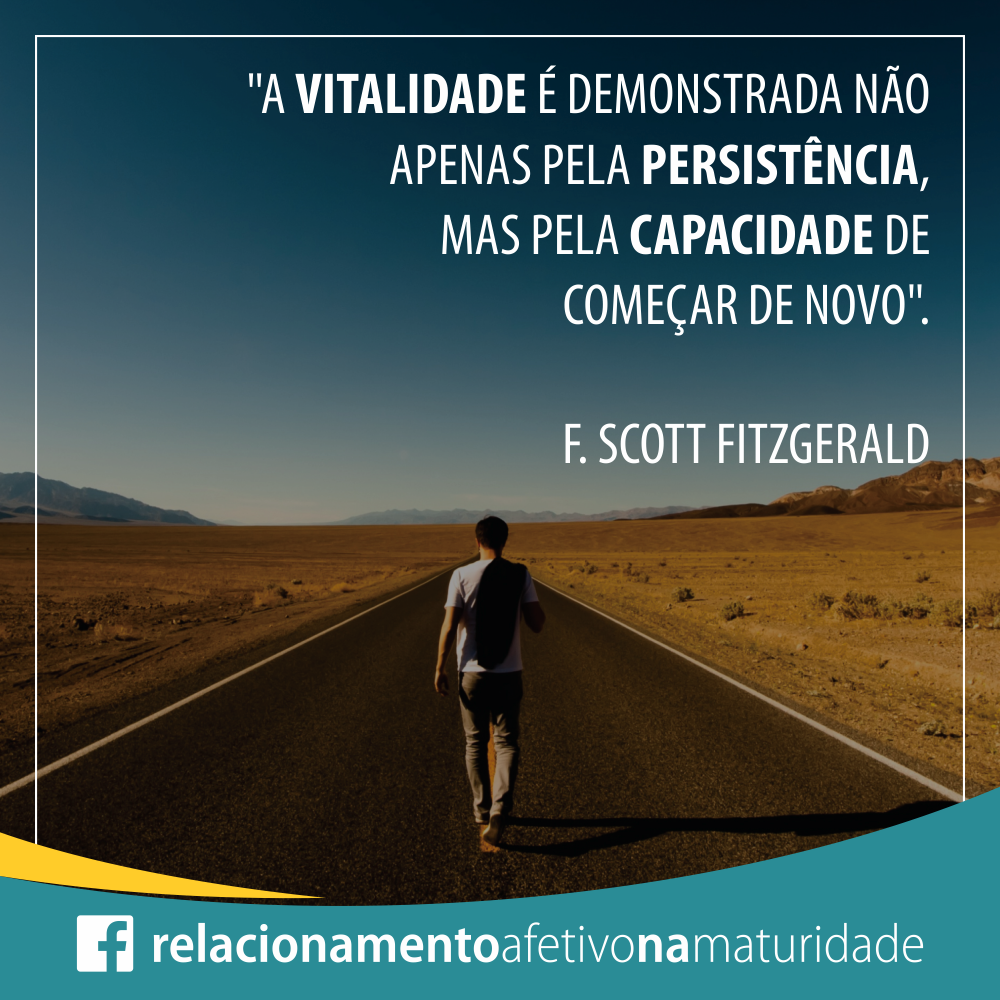 "A VITALIDADE É DEMONSTRADA NÃO
APENAS PELA PERSISTÊNCIA,
MAS PELA CAPACIDADE DE
COMEÇAR DE NOVO".
F. SCOTT FITZGERALD
relacionamentoafetivonamaturidade